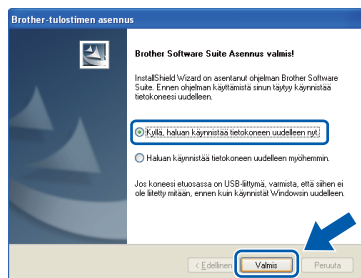 Brother-tulostimen asennus
Brother Software Suite Asennus valmis!
InstallShield Wizard on asentanut ohjelman Brother Software
Suite. Ennen ohjelman käyttämistä sinun täytyy käynnistää
tietokoneesi uudelleen.
Kyllä, haluan käynnistää tietokoneen uudelleen nyt.
Haluan käynnistää tietokoneen uudelleen myöhemmin.
Jos koneesi etuosassa on USB-liittymä, varmista, että siihen ei
ole liitetty mitään, ennen kuin käynnistät Windowsin uudelleen.
< Edellinen Valmis Peruuta